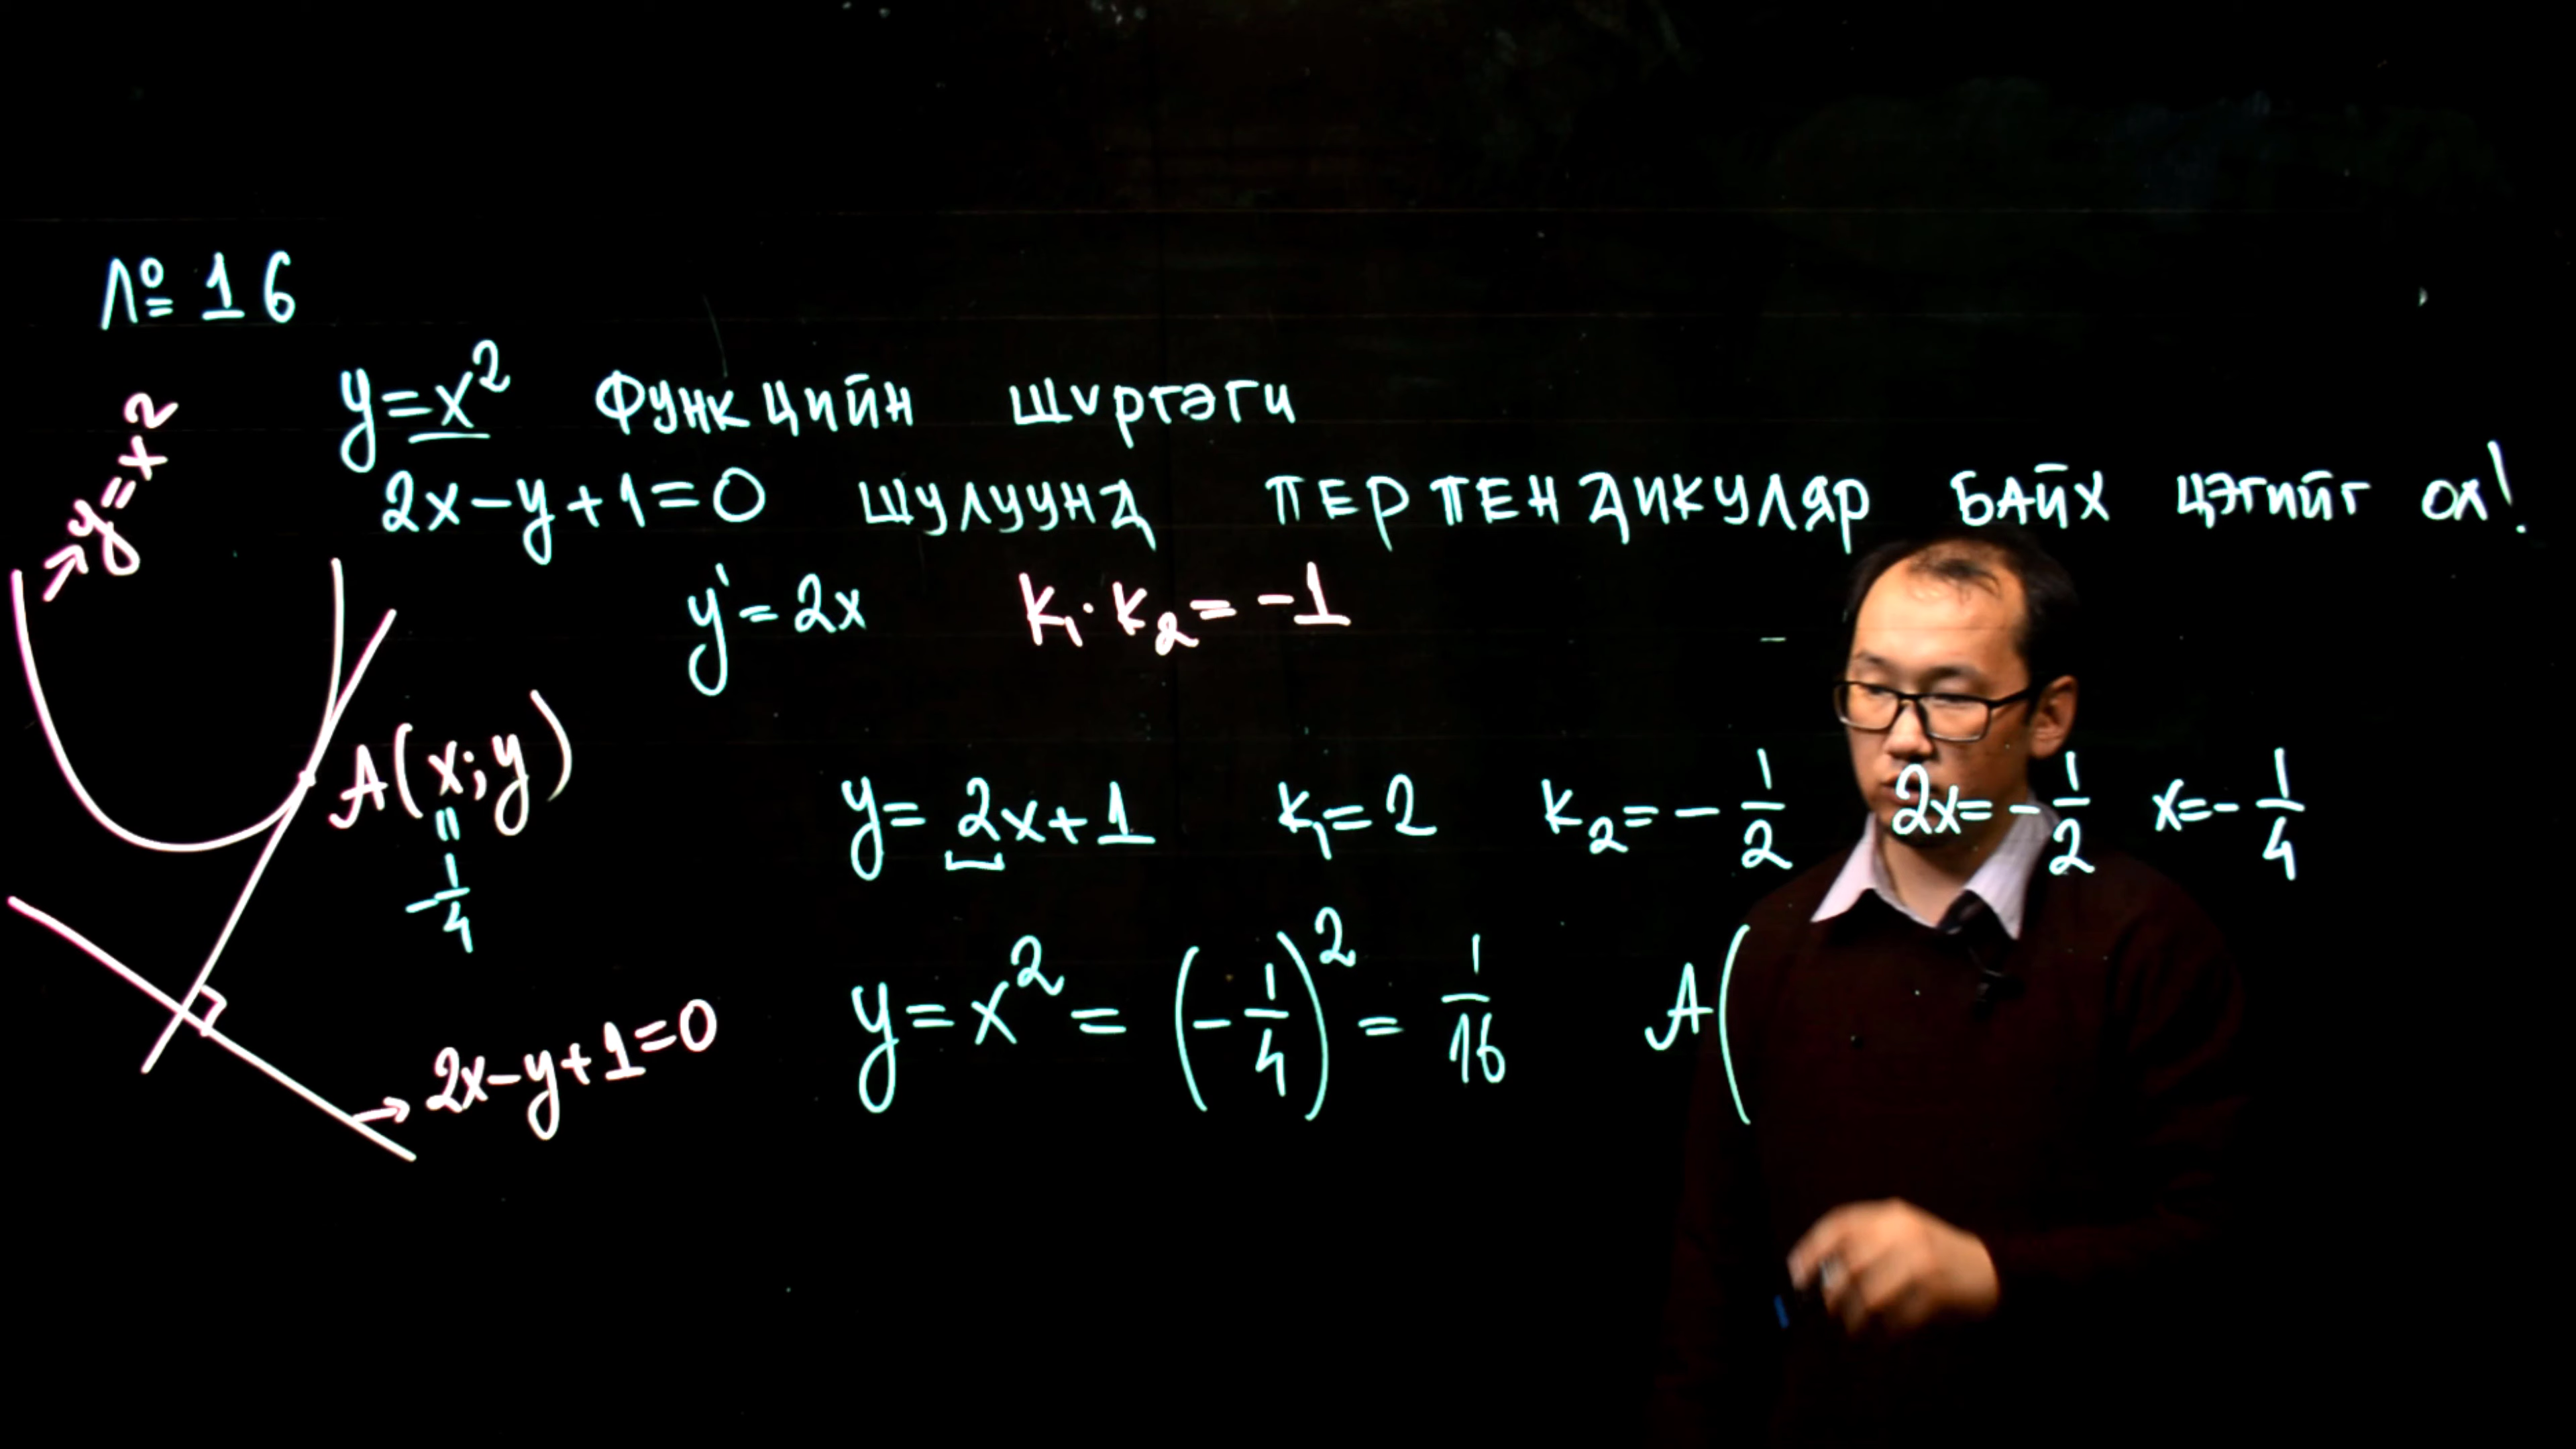 № 16
y=x² функцийн шүргэгч
2x-y+1=0 шулуунд ПЕРПЕНДИКУЛЯР БАЙХ цэгийг ол!
y=x²
y'=2x k₁·k₂=-1
A(x;y)
=
-1/4
y=2x+1 k₁=2 k₂=-1/2 2x=-1/2 x=-1/4
y=x²=(-1/4)²=1/16 A(
2x-y+1=0